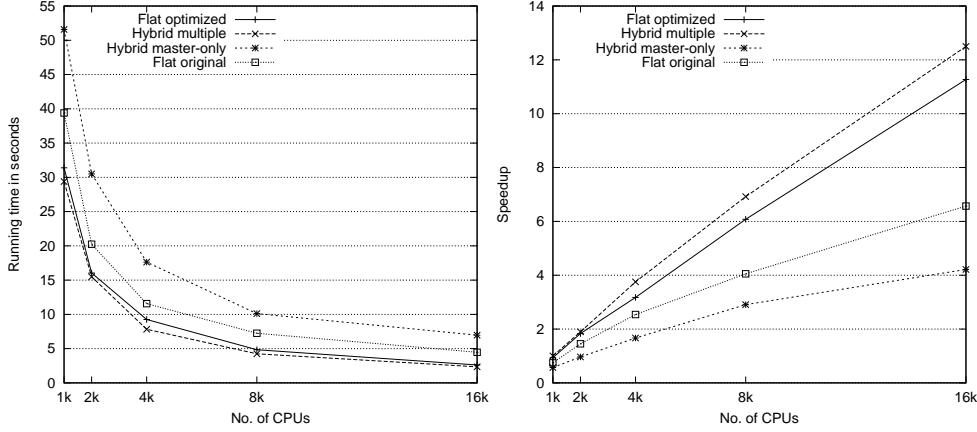 Flat optimized
Hybrid multiple
Hybrid master-only
Flat original
55
50
45
40
35
30
25
20
15
10
5
0
Running time in seconds
1k 2k 4k 8k 16k
No. of CPUs
Flat optimized
Hybrid multiple
Hybrid master-only
Flat original
14
12
10
8
6
4
2
0
Speedup
1k 2k 4k 8k 16k
No. of CPUs